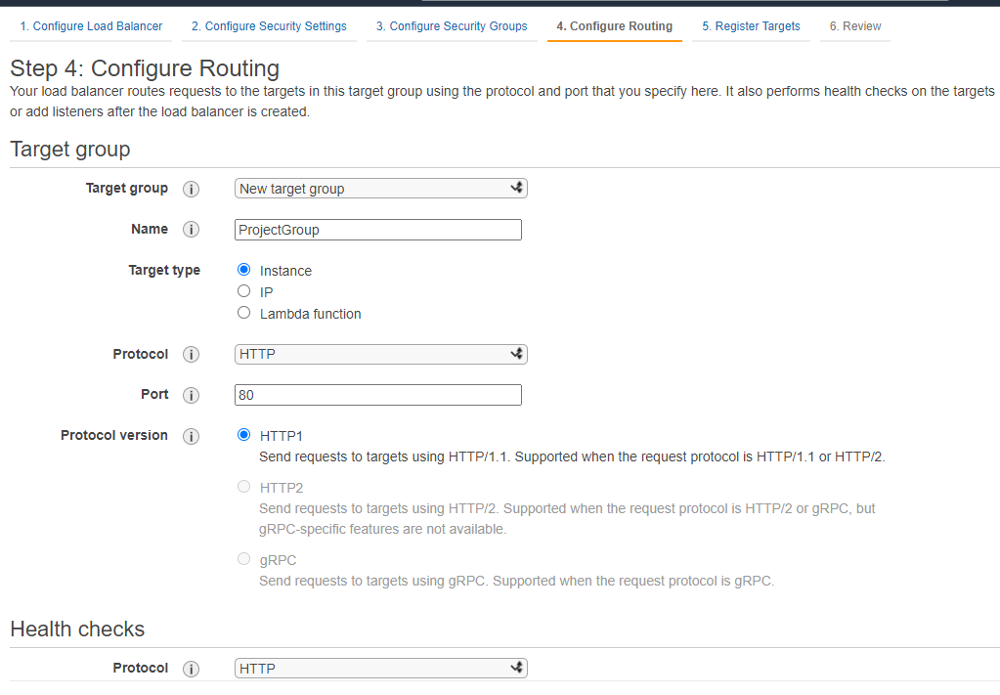 1. Configure Load Balancer 2. Configure Security Settings 3. Configure Security Groups 4. Configure Routing 5. Register Targets 6. Review
Step 4: Configure Routing
Your load balancer routes requests to the targets in this target group using the protocol and port that you specify here. It also performs health checks on the targets
or add listeners after the load balancer is created.
Target group
Target group i New target group
Name i ProjectGroup
Target type Instance
IP
Lambda function
Protocol i HTTP
Port i 80
Protocol version i HTTP1
Send requests to targets using HTTP/1.1. Supported when the request protocol is HTTP/1.1 or HTTP/2.
HTTP2
Send requests to targets using HTTP/2. Supported when the request protocol is HTTP/2 or gRPC, but
gRPC-specific features are not available.
gRPC
Send requests to targets using gRPC. Supported when the request protocol is gRPC.
Health checks
Protocol i HTTP